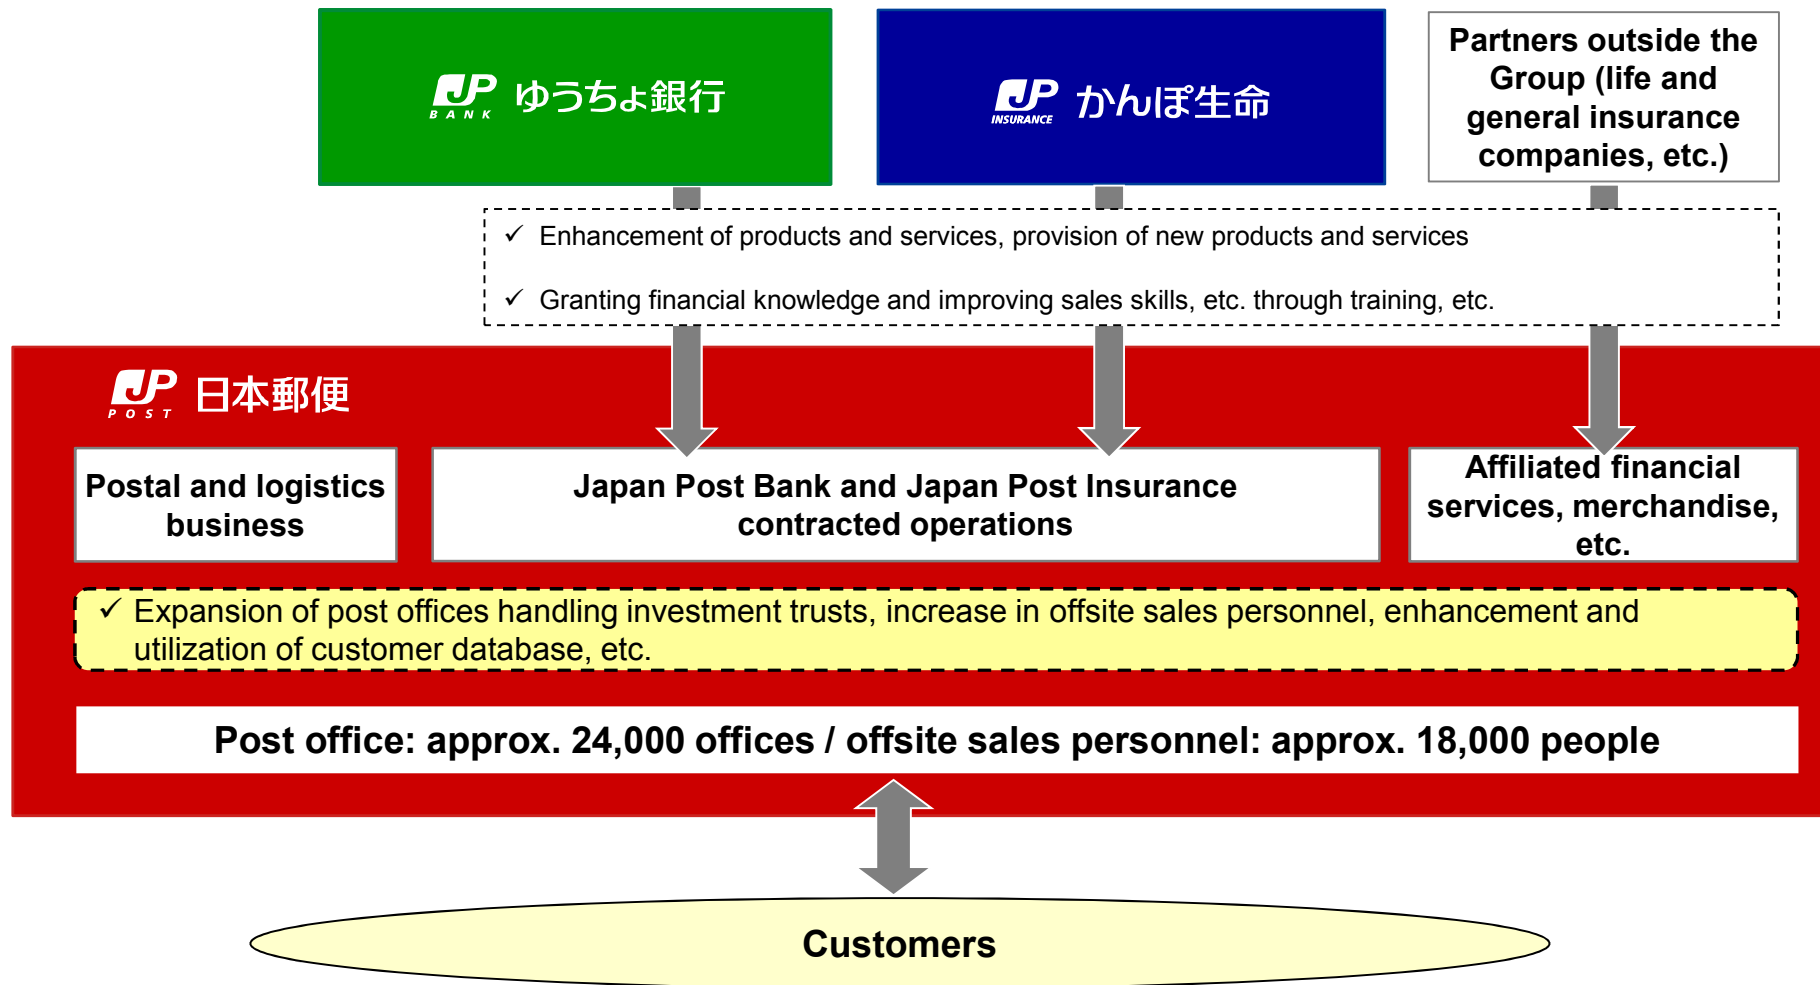 JP
BANK
ゆうちょ銀行
JP
INSURANCE
かんぽ生命
Partners outside the
Group (life and
general insurance
companies, etc.)
✓ Enhancement of products and services, provision of new products and services
✓ Granting financial knowledge and improving sales skills, etc. through training, etc.
JP
POST
日本郵便
Postal and logistics
business
Japan Post Bank and Japan Post Insurance
contracted operations
Affiliated financial
services, merchandise,
etc.
✓ Expansion of post offices handling investment trusts, increase in offsite sales personnel, enhancement and
utilization of customer database, etc.
Post office: approx. 24,000 offices / offsite sales personnel: approx. 18,000 people
Customers